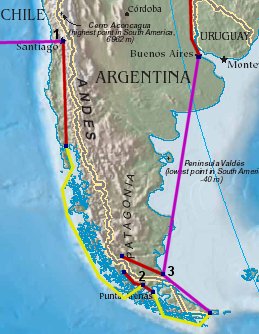 Córdoba
CHILE
Cerro Aconcagua
(highest point in South America,
6962 m)
1
Santiago
URUGUAY
Buenos Aires
Monte
ARGENTINA
ANDES
Península Valdés
(lowest point in South Ameri
-40 m)
PATAGONIA
2
3
Punta Arenas